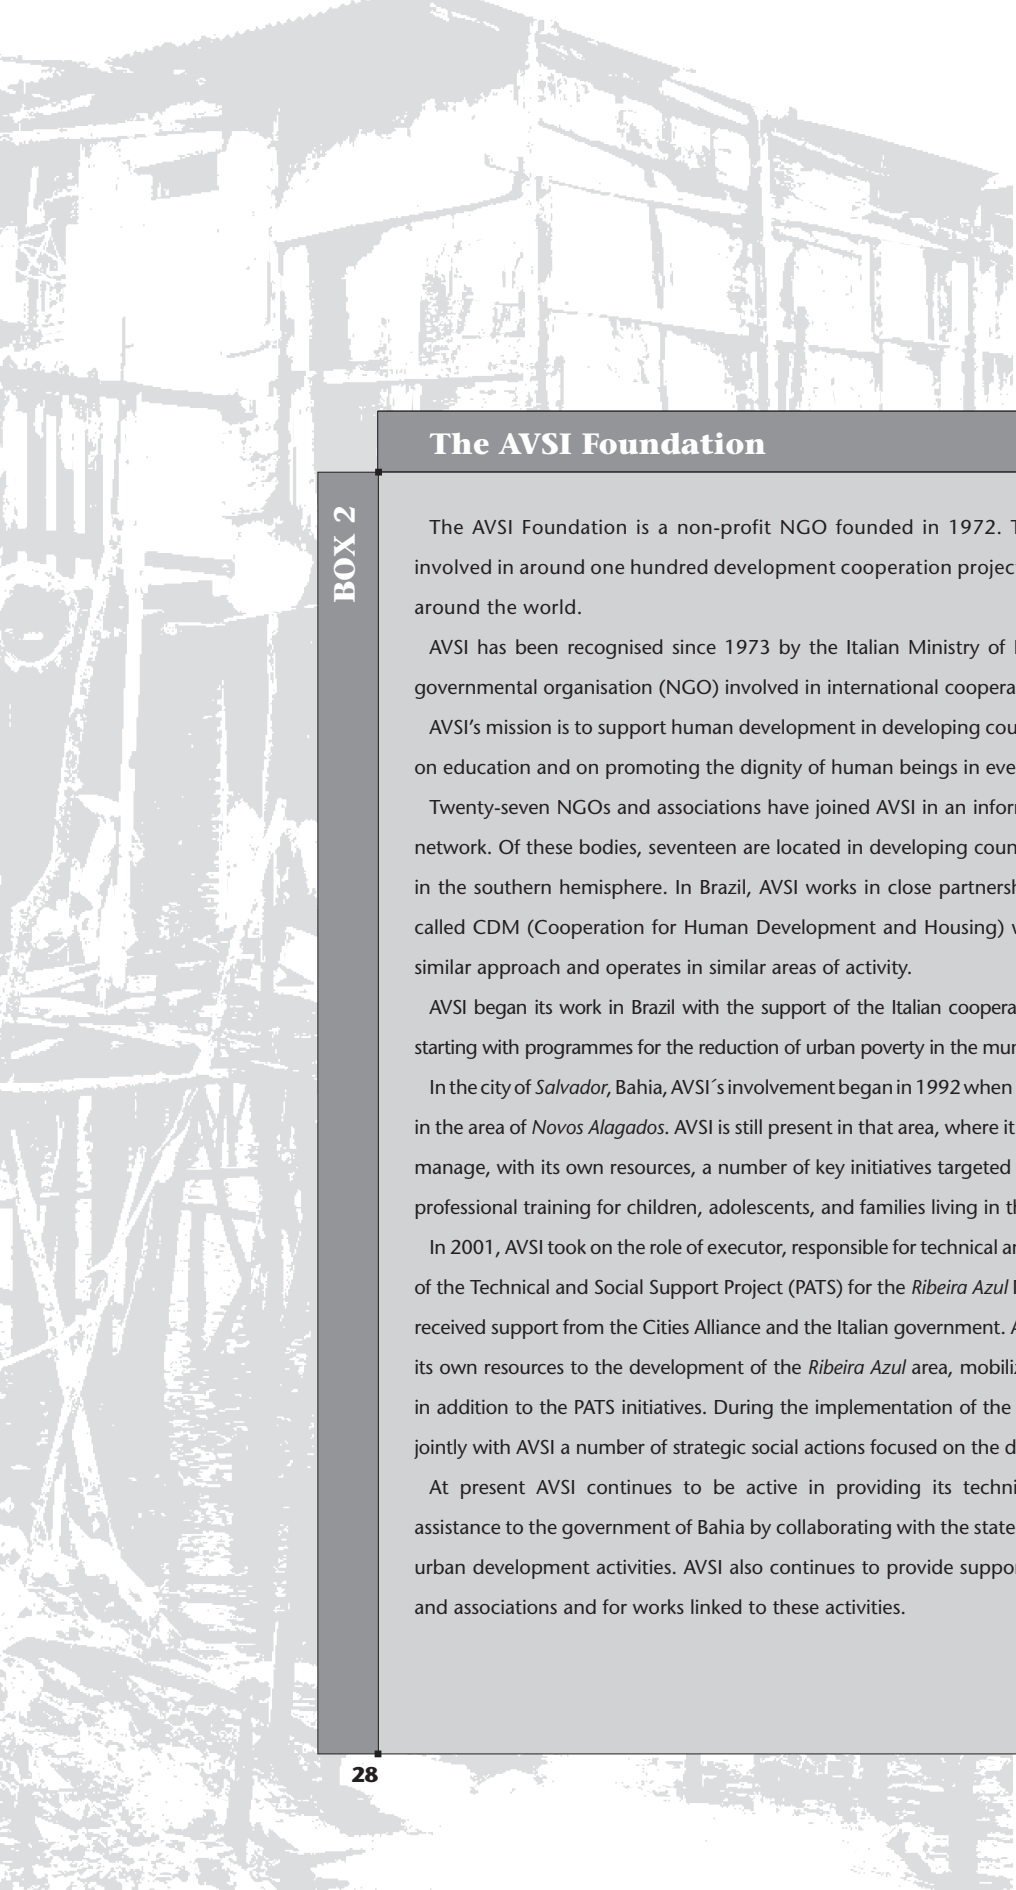 The AVSI Foundation
BOX 2
The AVSI Foundation is a non-profit NGO founded in 1972.
involved in around one hundred development cooperation
around the world.
AVSI has been recognised since 1973 by the Italian Ministry of
governmental organisation (NGO) involved in international
AVSI’s mission is to support human development in developing
on education and on promoting the dignity of human beings in
Twenty-seven NGOs and associations have joined AVSI in an
network. Of these bodies, seventeen are located in developing
in the southern hemisphere. In Brazil, AVSI works in close
called CDM (Cooperation for Human Development and Housing)
similar approach and operates in similar areas of activity.
AVSI began its work in Brazil with the support of the Italian
starting with programmes for the reduction of urban poverty in the
In the city of Salvador, Bahia, AVSI´s involvement began in 1992 when
in the area of Novos Alagados. AVSI is still present in that area, where it
manage, with its own resources, a number of key initiatives targeted
professional training for children, adolescents, and families living in
In 2001, AVSI took on the role of executor, responsible for technical
of the Technical and Social Support Project (PATS) for the Ribeira Azul
received support from the Cities Alliance and the Italian government.
its own resources to the development of the Ribeira Azul area,
in addition to the PATS initiatives. During the implementation of the
jointly with AVSI a number of strategic social actions focused on the
At present AVSI continues to be active in providing its
assistance to the government of Bahia by collaborating with the state
urban development activities. AVSI also continues to provide
and associations and for works linked to these activities.
28